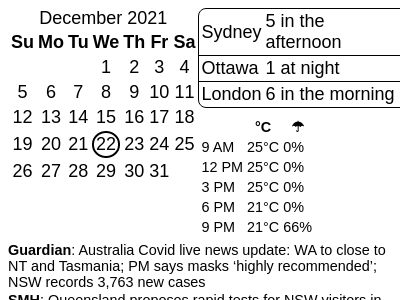 December 2021
Su Mo Tu We Th Fr Sa
1 2 3 4
5 6 7 8 9 10 11
12 13 14 15 16 17 18
19 20 21 22 23 24 25
26 27 28 29 30 31
Sydney 5 in the
afternoon
Ottawa 1 at night
London 6 in the morning
°C ☂
9 AM 25°C 0%
12 PM 25°C 0%
3 PM 25°C 0%
6 PM 21°C 0%
9 PM 21°C 66%
Guardian: Australia Covid live news update: WA to close to
NT and Tasmania; PM says masks ‘highly recommended’;
NSW records 3,763 new cases
SMH: Queensland proposes rapid tests for NSW visitors in